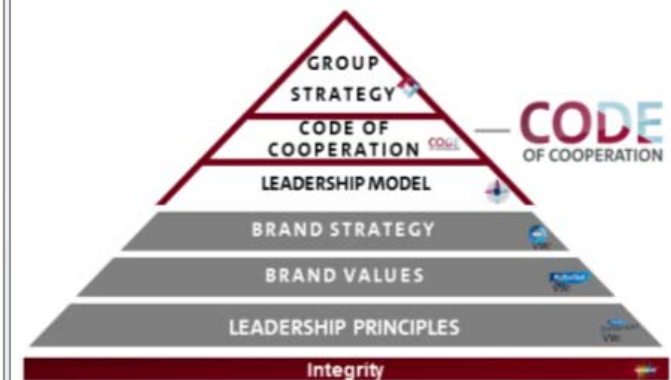 GROUP
STRATEGY
CODE OF
COOPERATION
CODE
OF COOPERATION
LEADERSHIP MODEL
BRAND STRATEGY
BRAND VALUES
LEADERSHIP PRINCIPLES
Integrity